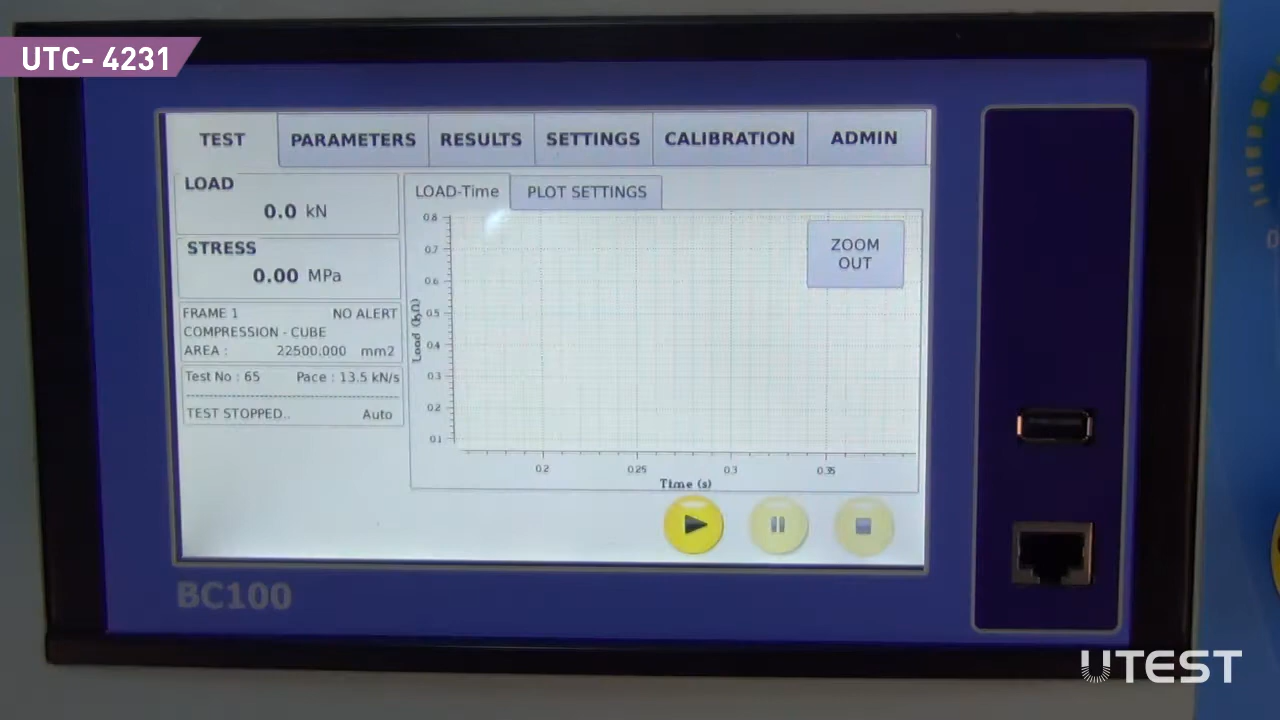 UTC- 4231
TEST
PARAMETERS
RESULTS
SETTINGS
CALIBRATION
ADMIN
LOAD
0.0 kN
STRESS
0.00 MPa
FRAME 1 NO ALERT
COMPRESSION - CUBE
AREA : 22500.000 mm2
Test No : 65 Pace : 13.5 kN/s
TEST STOPPED.. Auto
LOAD-Time
PLOT SETTINGS
ZOOM
OUT
0.8
0.7
0.6
0.5
0.4
0.3
0.2
0.1
0.2 0.25 0.3 0.35
Time (s)
BC100
UTEST